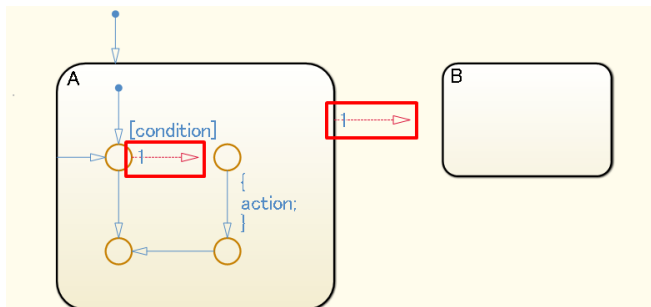 A
B
[condition]
1
1
{
action;
}